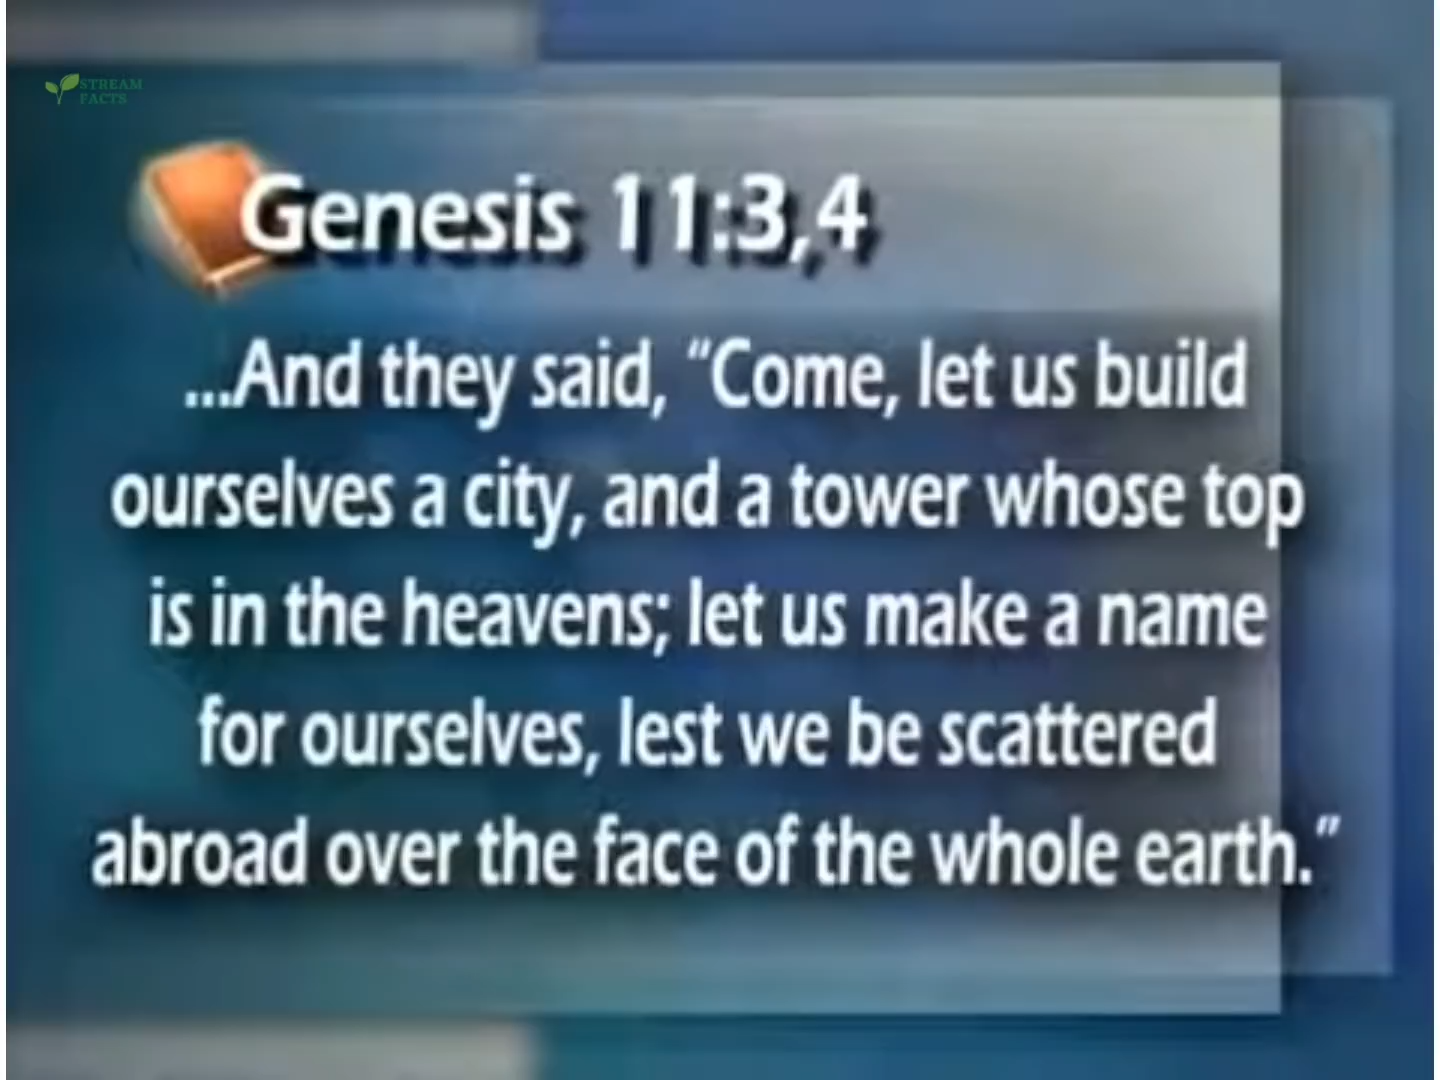 STREAM
FACTS
Genesis 11:3,4
...And they said, “Come, let us build
ourselves a city, and a tower whose top
is in the heavens; let us make a name
for ourselves, lest we be scattered
abroad over the face of the whole earth.”